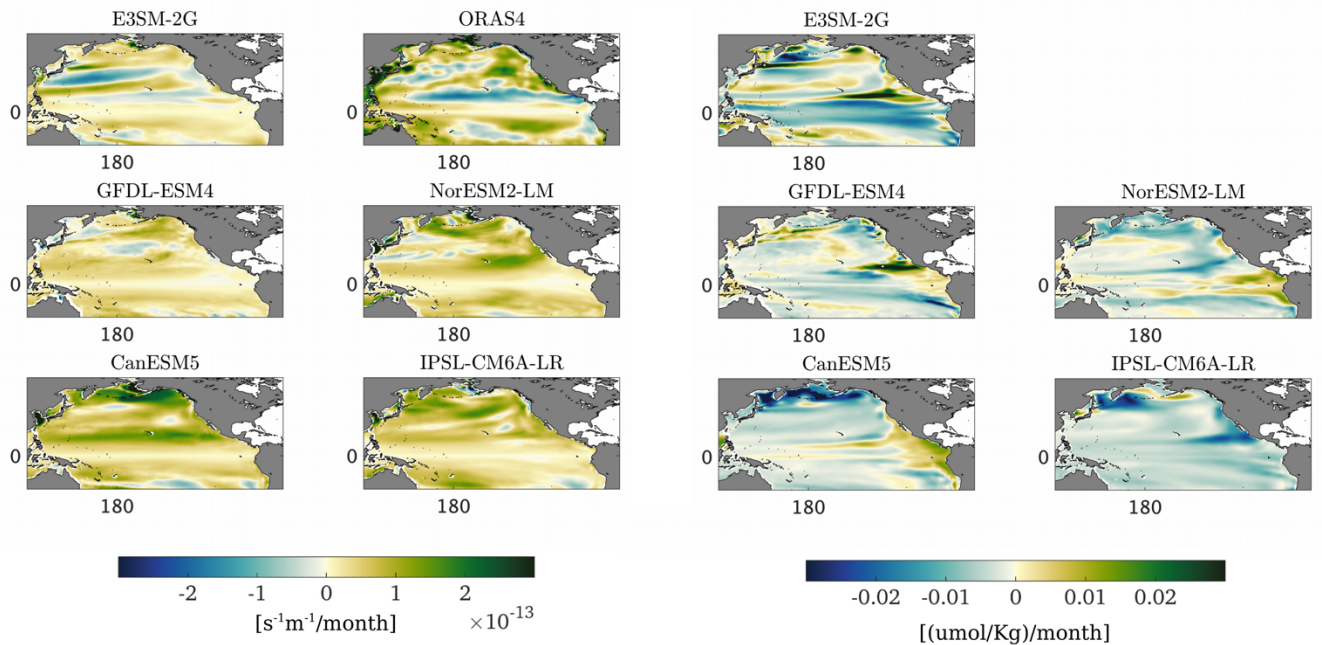 E3SM-2G ORAS4 E3SM-2G
0 0 0
180 180 180
GFDL-ESM4 NorESM2-LM GFDL-ESM4 NorESM2-LM
0 0 0 0
180 180 180 180
CanESM5 IPSL-CM6A-LR CanESM5 IPSL-CM6A-LR
0 0 0 0
180 180 180 180
-2 -1 0 1 2 -0.02 -0.01 0 0.01 0.02
[s⁻¹m⁻¹/month] ×10⁻¹³ [(umol/Kg)/month]